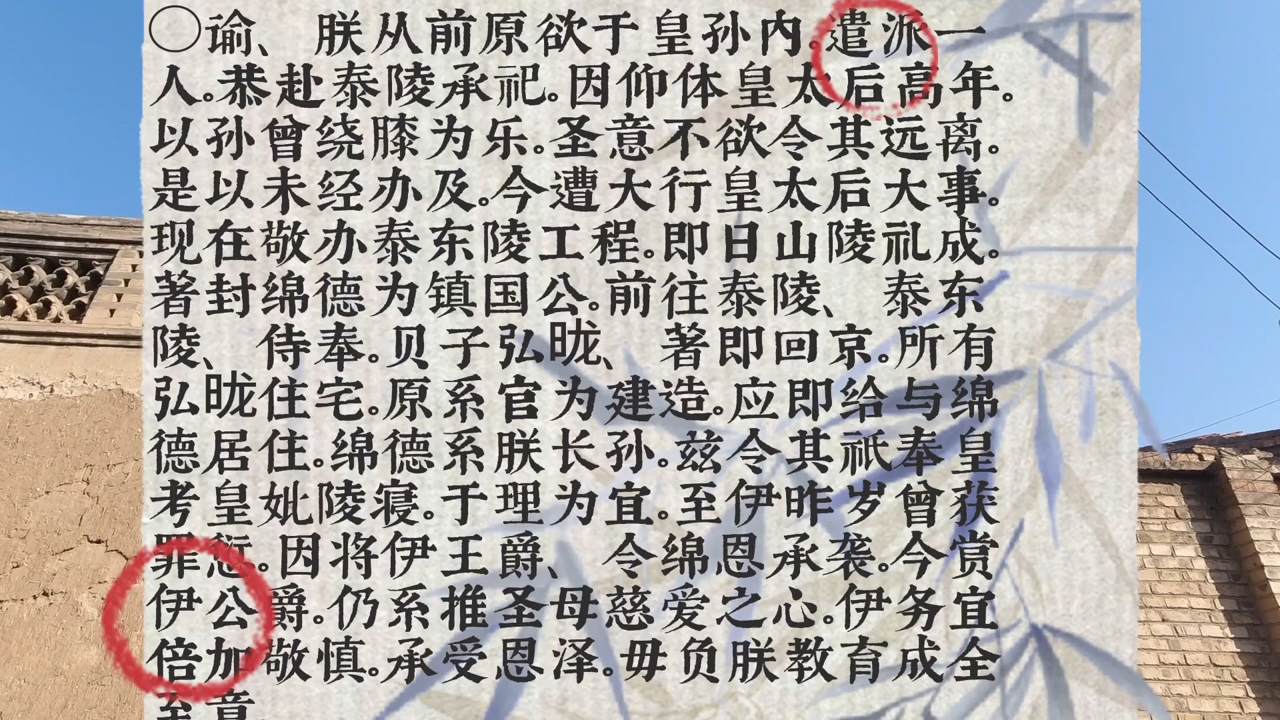 ○谕、朕从前原欲于皇孙内。遣派一
人。恭赴泰陵承祀。因仰体皇太后高年。
以孙曾绕膝为乐。圣意不欲令其远离。
是以未经办及。今遭大行皇太后大事。
现在敬办泰东陵工程。即日山陵礼成。
著封绵德为镇国公。前往泰陵、泰东
陵、侍奉。贝子弘昽、著即回京。所有
弘昽住宅。原系官为建造。应即给与绵
德居住。绵德系朕长孙。兹令其祇奉皇
考皇妣陵寝。于理为宜。至伊昨岁曾获
罪愆。因将伊王爵、令绵恩承袭。今赏
伊公爵。仍系推圣母慈爱之心。伊务宜
倍加敬慎。承受恩泽。毋负朕教育成全
至意。